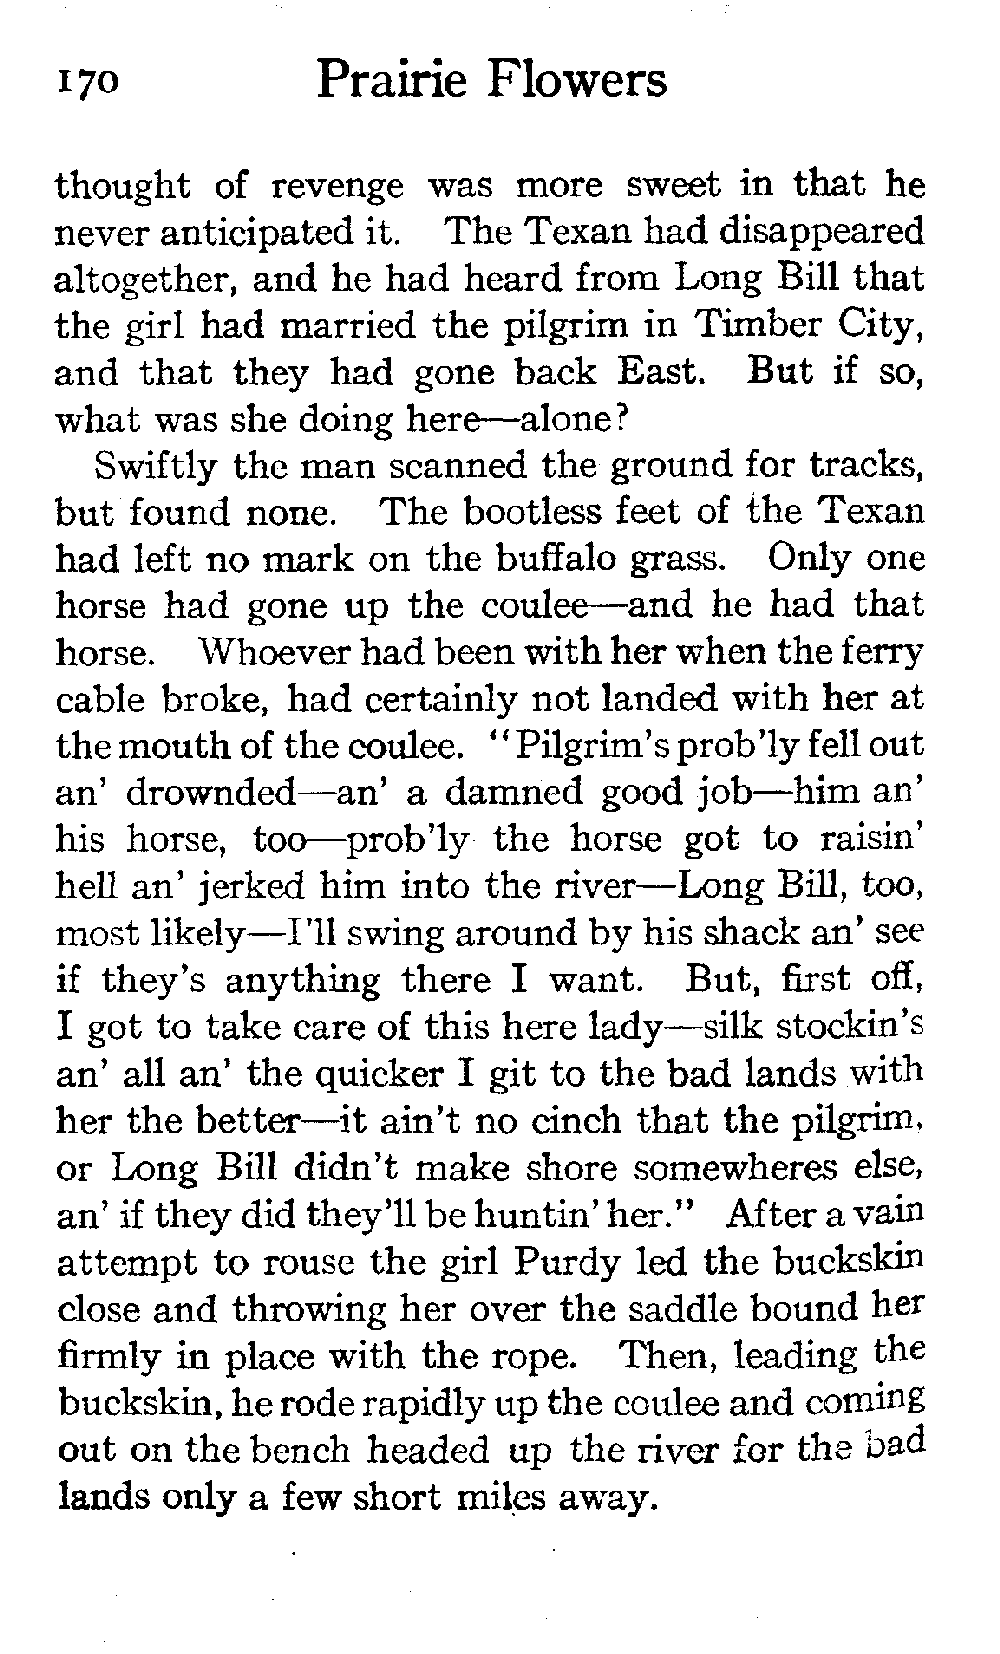 170 Prairie Flowers
thought of revenge was more sweet in that he
never anticipated it. The Texan had disappeared
altogether, and he had heard from Long Bill that
the girl had married the pilgrim in Timber City,
and that they had gone back East. But if so,
what was she doing here—alone?
Swiftly the man scanned the ground for tracks,
but found none. The bootless feet of the Texan
had left no mark on the buffalo grass. Only one
horse had gone up the coulee—and he had that
horse. Whoever had been with her when the ferry
cable broke, had certainly not landed with her at
the mouth of the coulee. "Pilgrim's prob'ly fell out
an' drownded—an' a damned good job—him an'
his horse, too—prob'ly the horse got to raisin'
hell an' jerked him into the river—Long Bill, too,
most likely—I'll swing around by his shack an' see
if they's anything there I want. But, first off,
I got to take care of this here lady—silk stockin's
an' all an' the quicker I git to the bad lands with
her the better—it ain't no cinch that the pilgrim,
or Long Bill didn't make shore somewheres else,
an' if they did they'll be huntin' her." After a vain
attempt to rouse the girl Purdy led the buckskin
close and throwing her over the saddle bound her
firmly in place with the rope. Then, leading the
buckskin, he rode rapidly up the coulee and coming
out on the bench headed up the river for the bad
lands only a few short miles away.